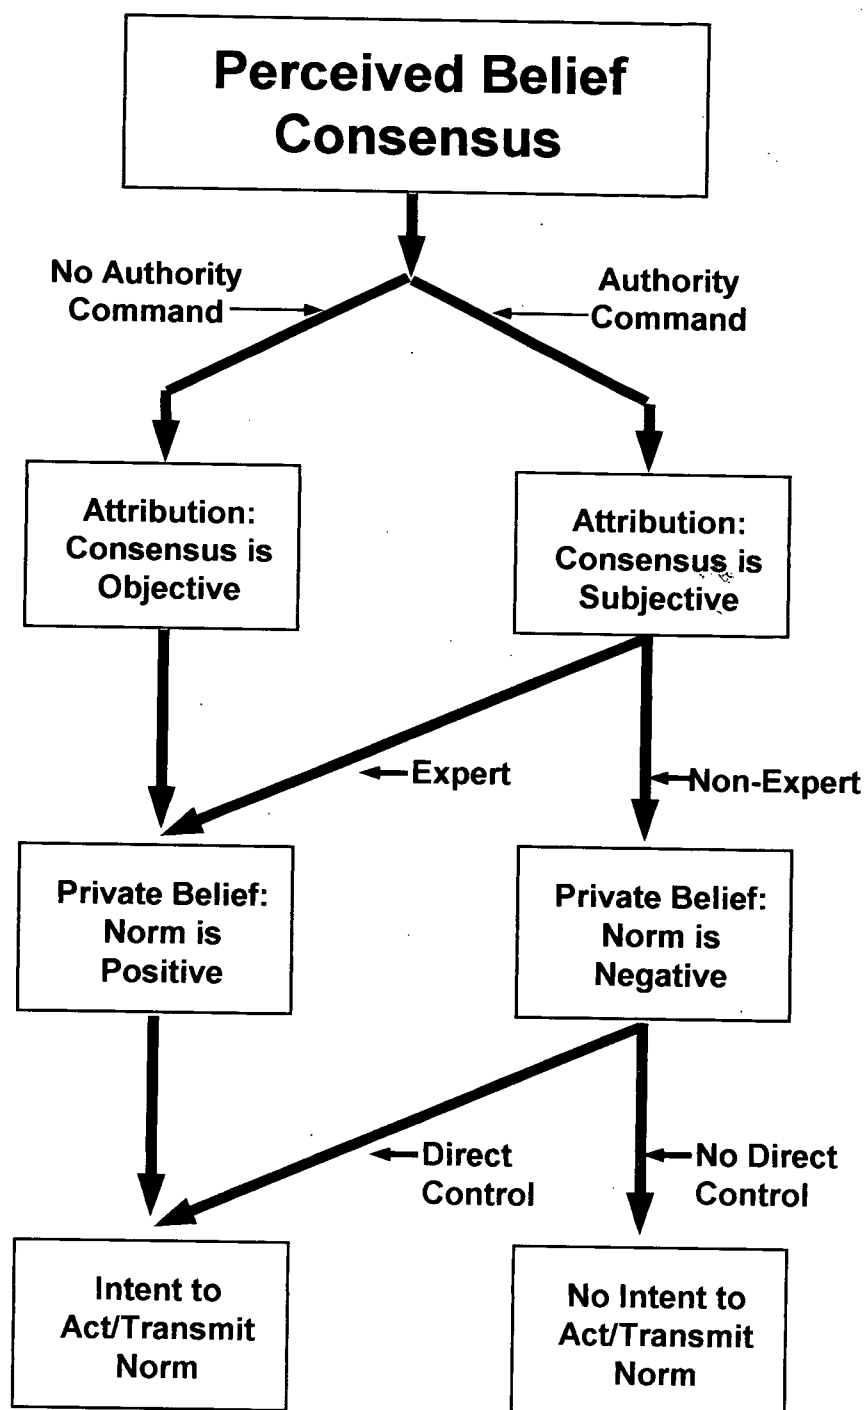 Perceived Belief
Consensus
No Authority
Command
Authority
Command
Attribution:
Consensus is
Objective
Attribution:
Consensus is
Subjective
Expert
Non-Expert
Private Belief:
Norm is
Positive
Private Belief:
Norm is
Negative
Direct
Control
No Direct
Control
Intent to
Act/Transmit
Norm
No Intent to
Act/Transmit
Norm